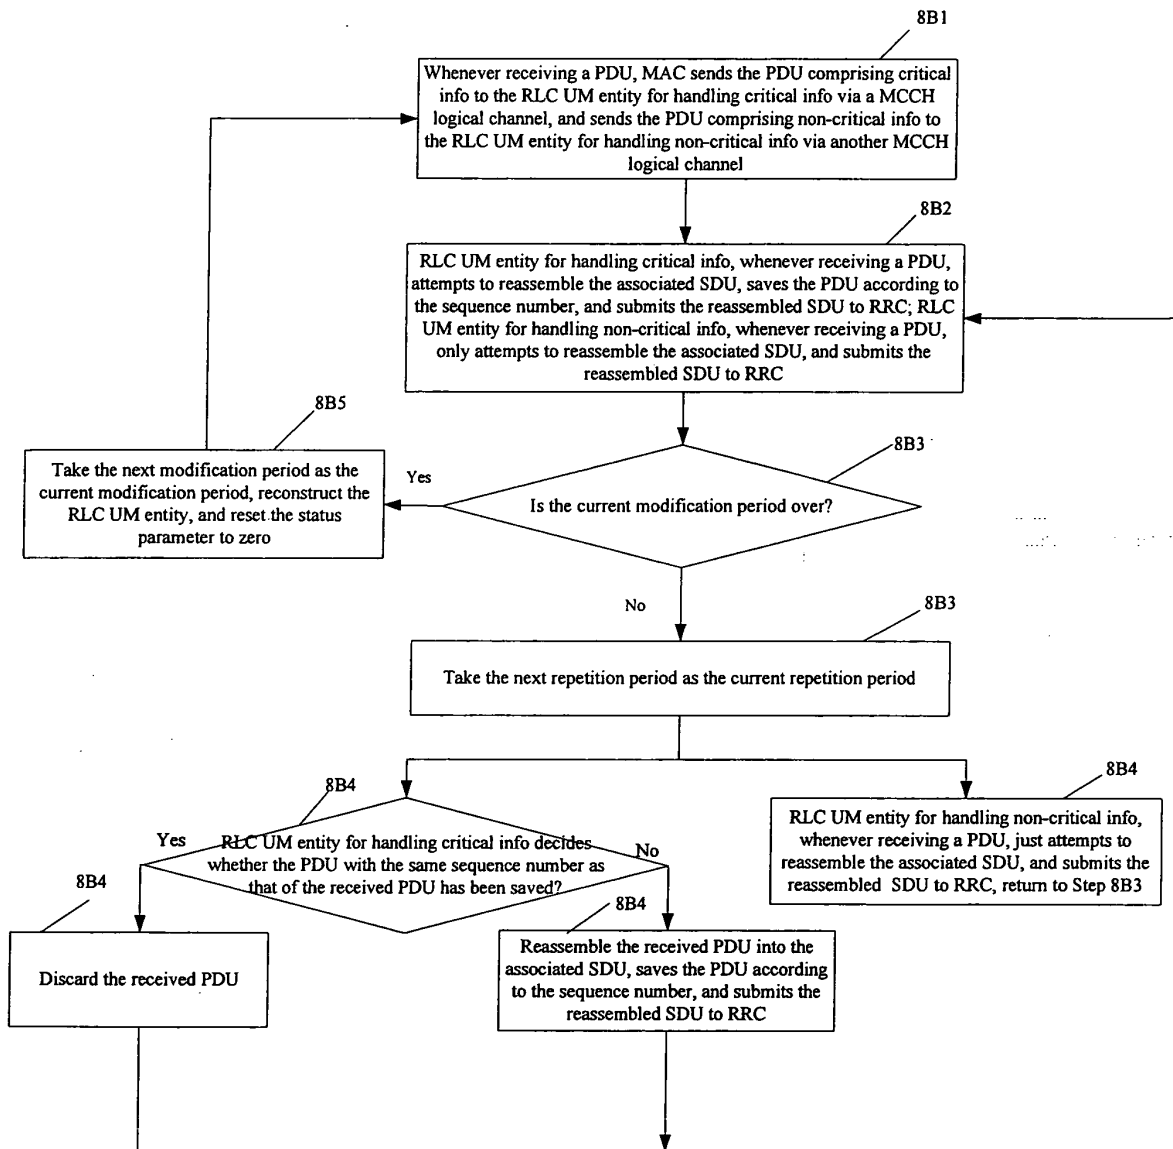 8B1
Whenever receiving a PDU, MAC sends the PDU comprising critical
info to the RLC UM entity for handling critical info via a MCCH
logical channel, and sends the PDU comprising non-critical info to
the RLC UM entity for handling non-critical info via another MCCH
logical channel
8B2
RLC UM entity for handling critical info, whenever receiving a PDU,
attempts to reassemble the associated SDU, saves the PDU according to
the sequence number, and submits the reassembled SDU to RRC; RLC
UM entity for handling non-critical info, whenever receiving a PDU,
only attempts to reassemble the associated SDU, and submits the
reassembled SDU to RRC
8B5
Take the next modification period as the
current modification period, reconstruct the
RLC UM entity, and reset the status
parameter to zero
Yes
8B3
Is the current modification period over?
No
8B3
Take the next repetition period as the current repetition period
8B4
Yes
RLC UM entity for handling critical info decides
whether the PDU with the same sequence number as
that of the received PDU has been saved?
No
8B4
RLC UM entity for handling non-critical info,
whenever receiving a PDU, just attempts to
reassemble the associated SDU, and submits the
reassembled SDU to RRC, return to Step 8B3
8B4
Discard the received PDU
8B4
Reassemble the received PDU into the
associated SDU, saves the PDU according
to the sequence number, and submits the
reassembled SDU to RRC